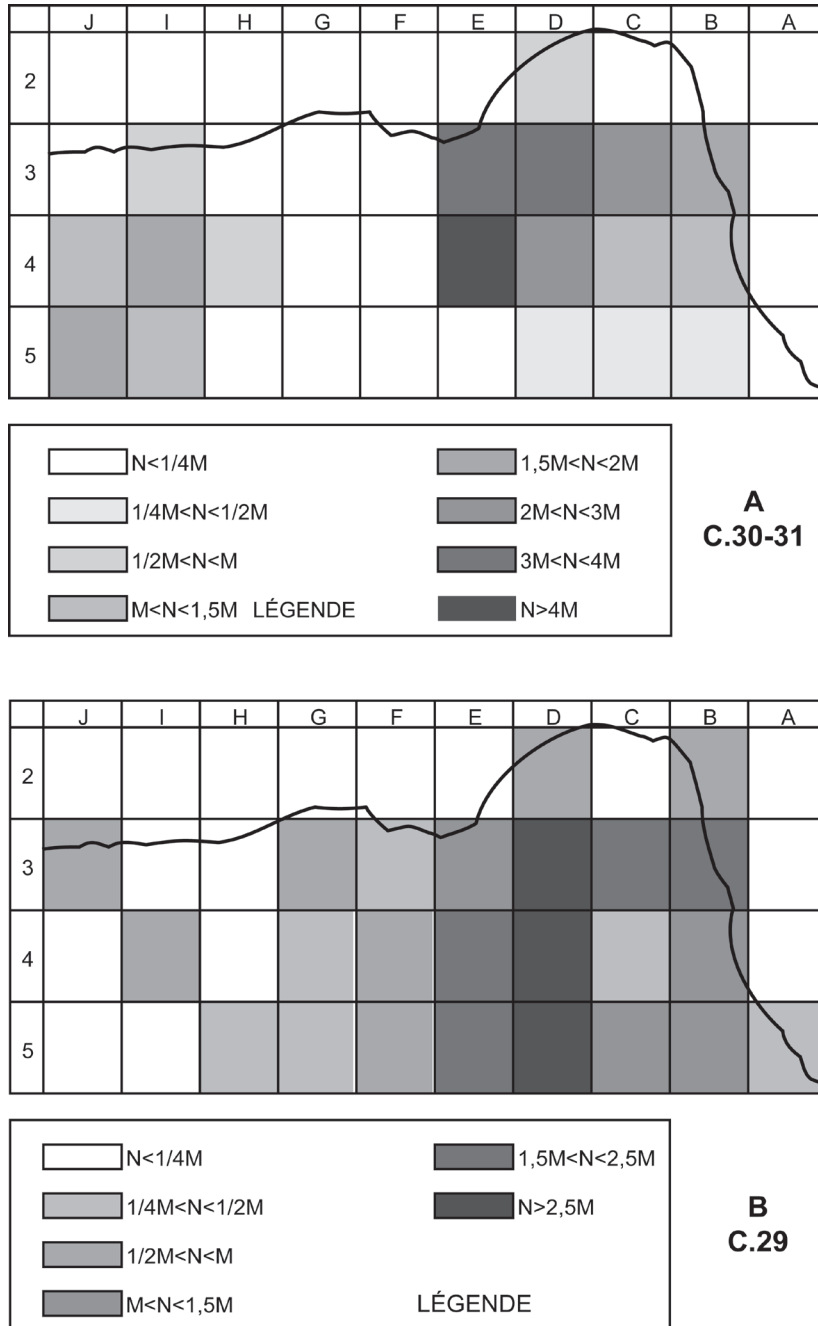 J I H G F E D C B A
2
3
4
5
N<1/4M
1/4M<N<1/2M
1/2M<N<M
M<N<1,5M LÉGENDE
1,5M<N<2M
2M<N<3M
3M<N<4M
N>4M
A
C.30-31
J I H G F E D C B A
2
3
4
5
N<1/4M
1/4M<N<1/2M
1/2M<N<M
M<N<1,5M
1,5M<N<2,5M
N>2,5M
LÉGENDE
B
C.29